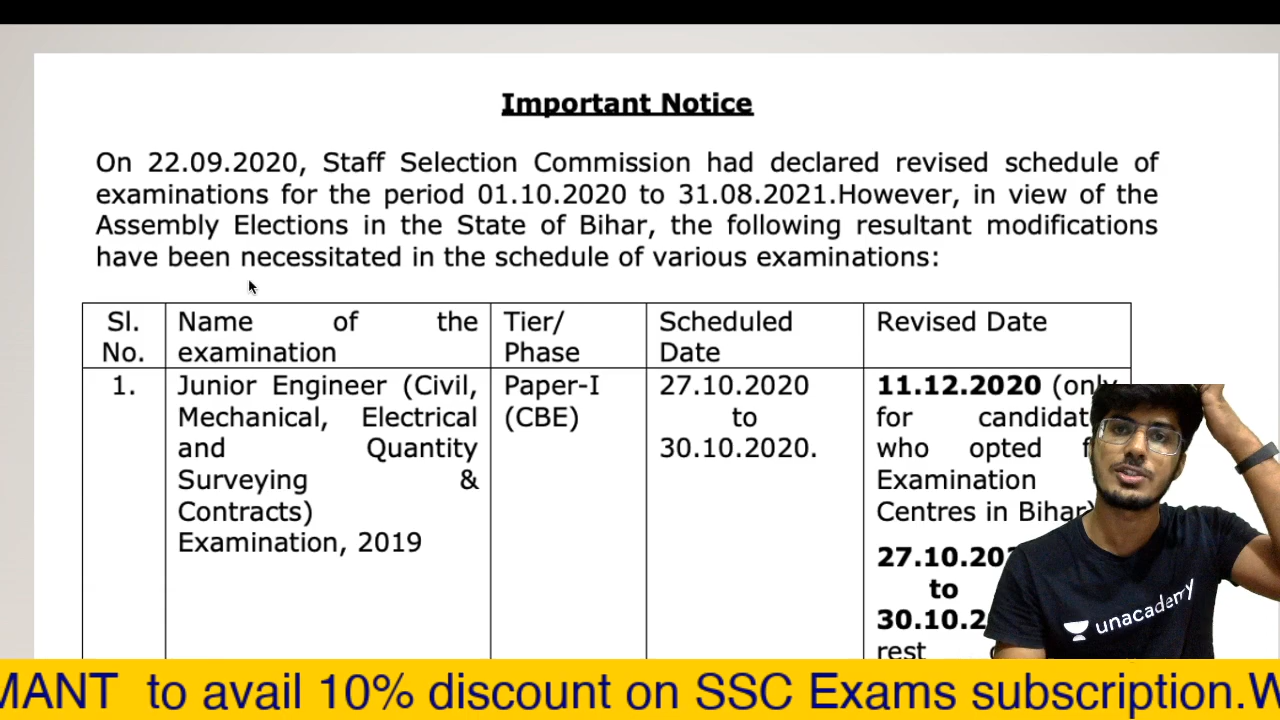 Important Notice
On 22.09.2020, Staff Selection Commission had declared revised schedule of
examinations for the period 01.10.2020 to 31.08.2021.However, in view of the
Assembly Elections in the State of Bihar, the following resultant modifications
have been necessitated in the schedule of various examinations:
Sl. No.
Name of the examination
Tier/ Phase
Scheduled Date
Revised Date
1.
Junior Engineer (Civil,
Mechanical, Electrical
and Quantity
Surveying &
Contracts)
Examination, 2019
Paper-I
(CBE)
27.10.2020
to
30.10.2020.
11.12.2020 (only
for
who opted
Examination
Centres in Bihar)
to
rest
unacademy
to avail 10% discount on SSC Exams subscription.